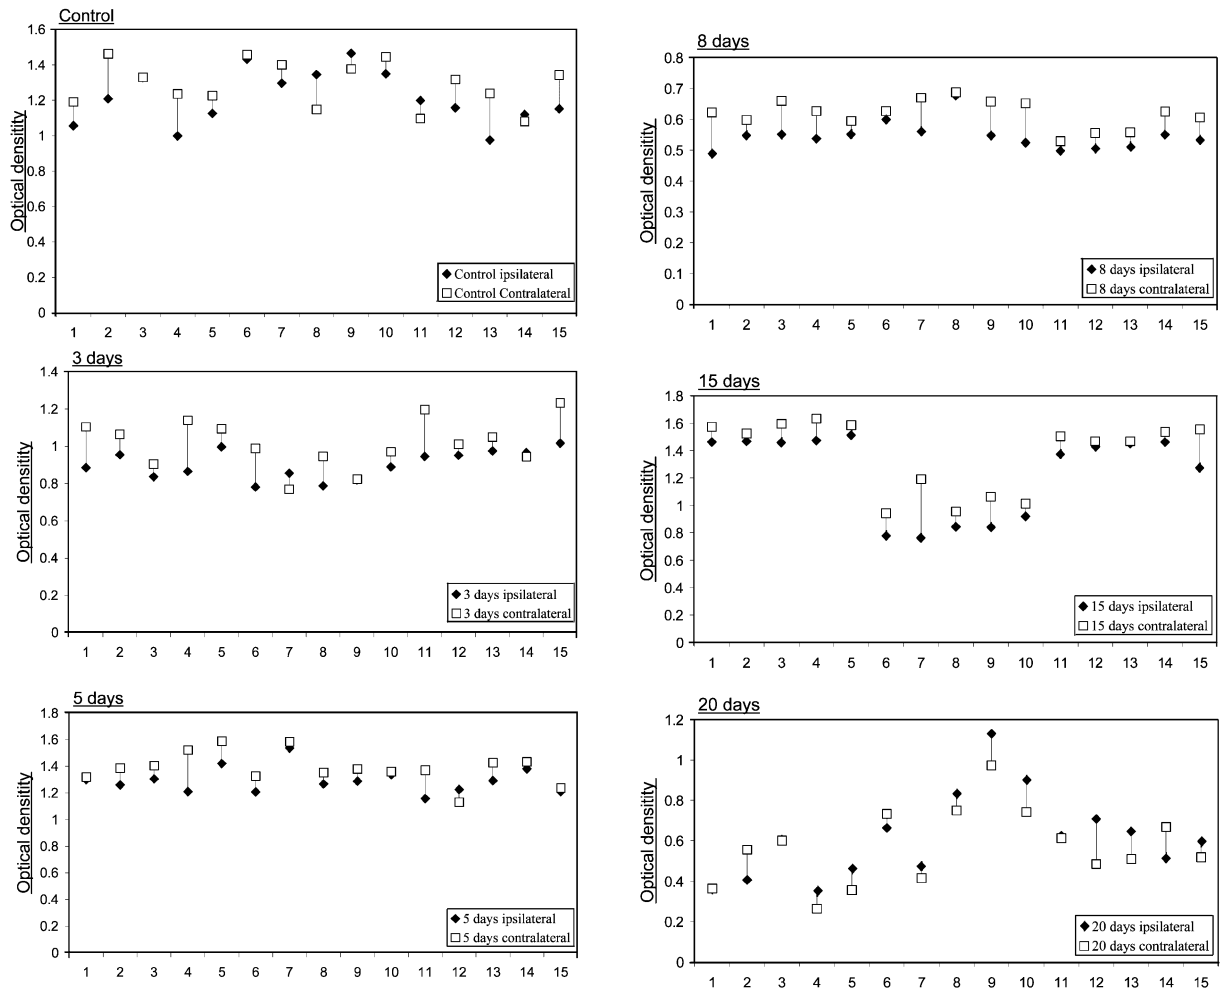 Control
1.6
1.4
1.2
1
0.8
0.6
0.4
0.2
0
Optical densitity
Control ipsilateral
Control Contralateral
1 2 3 4 5 6 7 8 9 10 11 12 13 14 15
3 days
1.4
1.2
1
0.8
0.6
0.4
0.2
0
Optical densitity
3 days ipsilateral
3 days contralateral
1 2 3 4 5 6 7 8 9 10 11 12 13 14 15
5 days
1.8
1.6
1.4
1.2
1
0.8
0.6
0.4
0.2
0
Optical densitity
5 days ipsilateral
5 days contralateral
1 2 3 4 5 6 7 8 9 10 11 12 13 14 15
8 days
0.8
0.7
0.6
0.5
0.4
0.3
0.2
0.1
0
Optical densitity
8 days ipsilateral
8 days contralateral
1 2 3 4 5 6 7 8 9 10 11 12 13 14 15
15 days
1.8
1.6
1.4
1.2
1
0.8
0.6
0.4
0.2
0
Optical densitity
15 days ipsilateral
15 days contralateral
1 2 3 4 5 6 7 8 9 10 11 12 13 14 15
20 days
1.2
1
0.8
0.6
0.4
0.2
0
Optical densitity
20 days ipsilateral
20 days contralateral
1 2 3 4 5 6 7 8 9 10 11 12 13 14 15